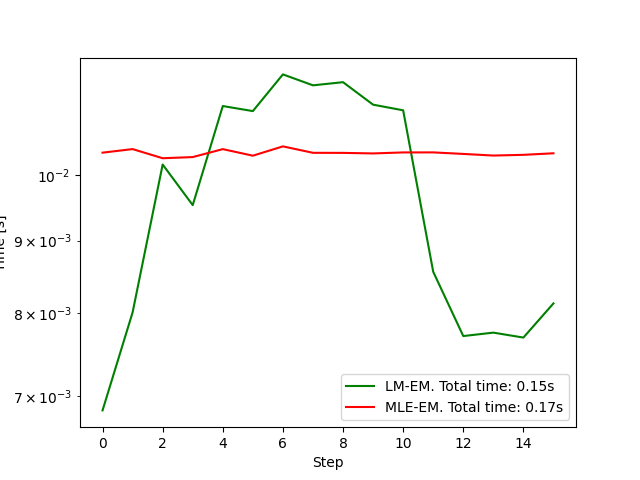 10⁻²
9 × 10⁻³
8 × 10⁻³
7 × 10⁻³
0 2 4 6 8 10 12 14
Step
LM-EM. Total time: 0.15s
MLE-EM. Total time: 0.17s